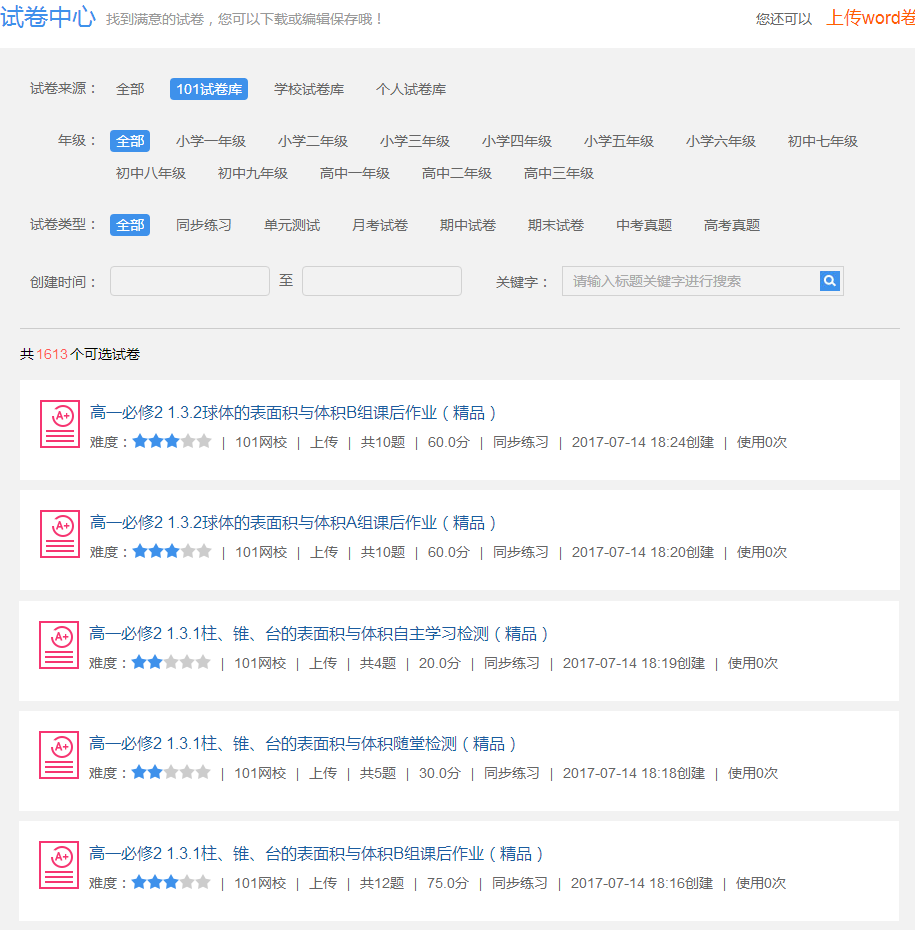 试卷中心 找到满意的试卷，您可以下载或编辑保存哦！ 您还可以 上传word卷
试卷来源： 全部 101试卷库 学校试卷库 个人试卷库
年级： 全部 小学一年级 小学二年级 小学三年级 小学四年级 小学五年级 小学六年级 初中七年级
初中八年级 初中九年级 高中一年级 高中二年级 高中三年级
试卷类型： 全部 同步练习 单元测试 月考试卷 期中试卷 期末试卷 中考真题 高考真题
创建时间： 至 关键字： 请输入标题关键字进行搜索
共1613个可选试卷
A+ 高一必修2 1.3.2球体的表面积与体积B组课后作业（精品）
难度：★★★★★ | 101网校 | 上传 | 共10题 | 60.0分 | 同步练习 | 2017-07-14 18:24创建 | 使用0次
A+ 高一必修2 1.3.2球体的表面积与体积A组课后作业（精品）
难度：★★★★★ | 101网校 | 上传 | 共10题 | 60.0分 | 同步练习 | 2017-07-14 18:20创建 | 使用0次
A+ 高一必修2 1.3.1柱、锥、台的表面积与体积自主学习检测（精品）
难度：★★★★★ | 101网校 | 上传 | 共4题 | 20.0分 | 同步练习 | 2017-07-14 18:19创建 | 使用0次
A+ 高一必修2 1.3.1柱、锥、台的表面积与体积随堂检测（精品）
难度：★★★★★ | 101网校 | 上传 | 共5题 | 30.0分 | 同步练习 | 2017-07-14 18:18创建 | 使用0次
A+ 高一必修2 1.3.1柱、锥、台的表面积与体积B组课后作业（精品）
难度：★★★★★ | 101网校 | 上传 | 共12题 | 75.0分 | 同步练习 | 2017-07-14 18:16创建 | 使用0次